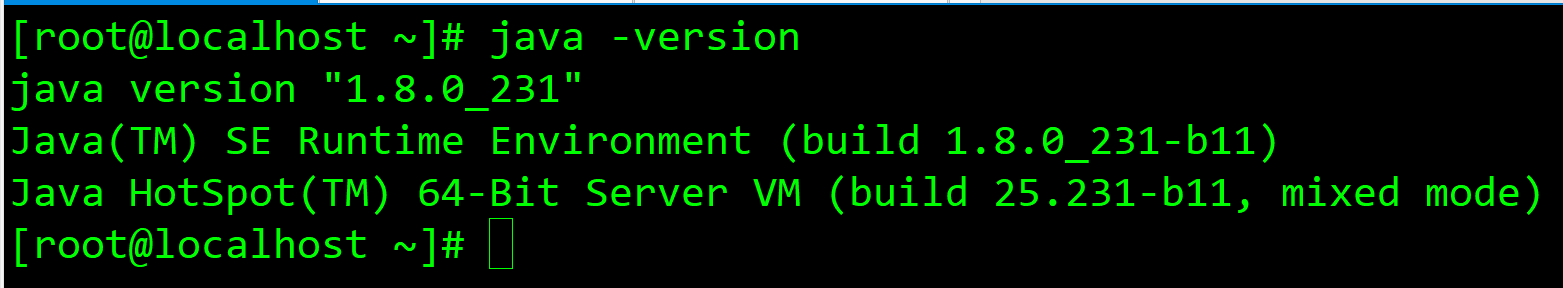 [root@localhost ~]# java -version
java version "1.8.0_231"
Java(TM) SE Runtime Environment (build 1.8.0_231-b11)
Java HotSpot(TM) 64-Bit Server VM (build 25.231-b11, mixed mode)
[root@localhost ~]#